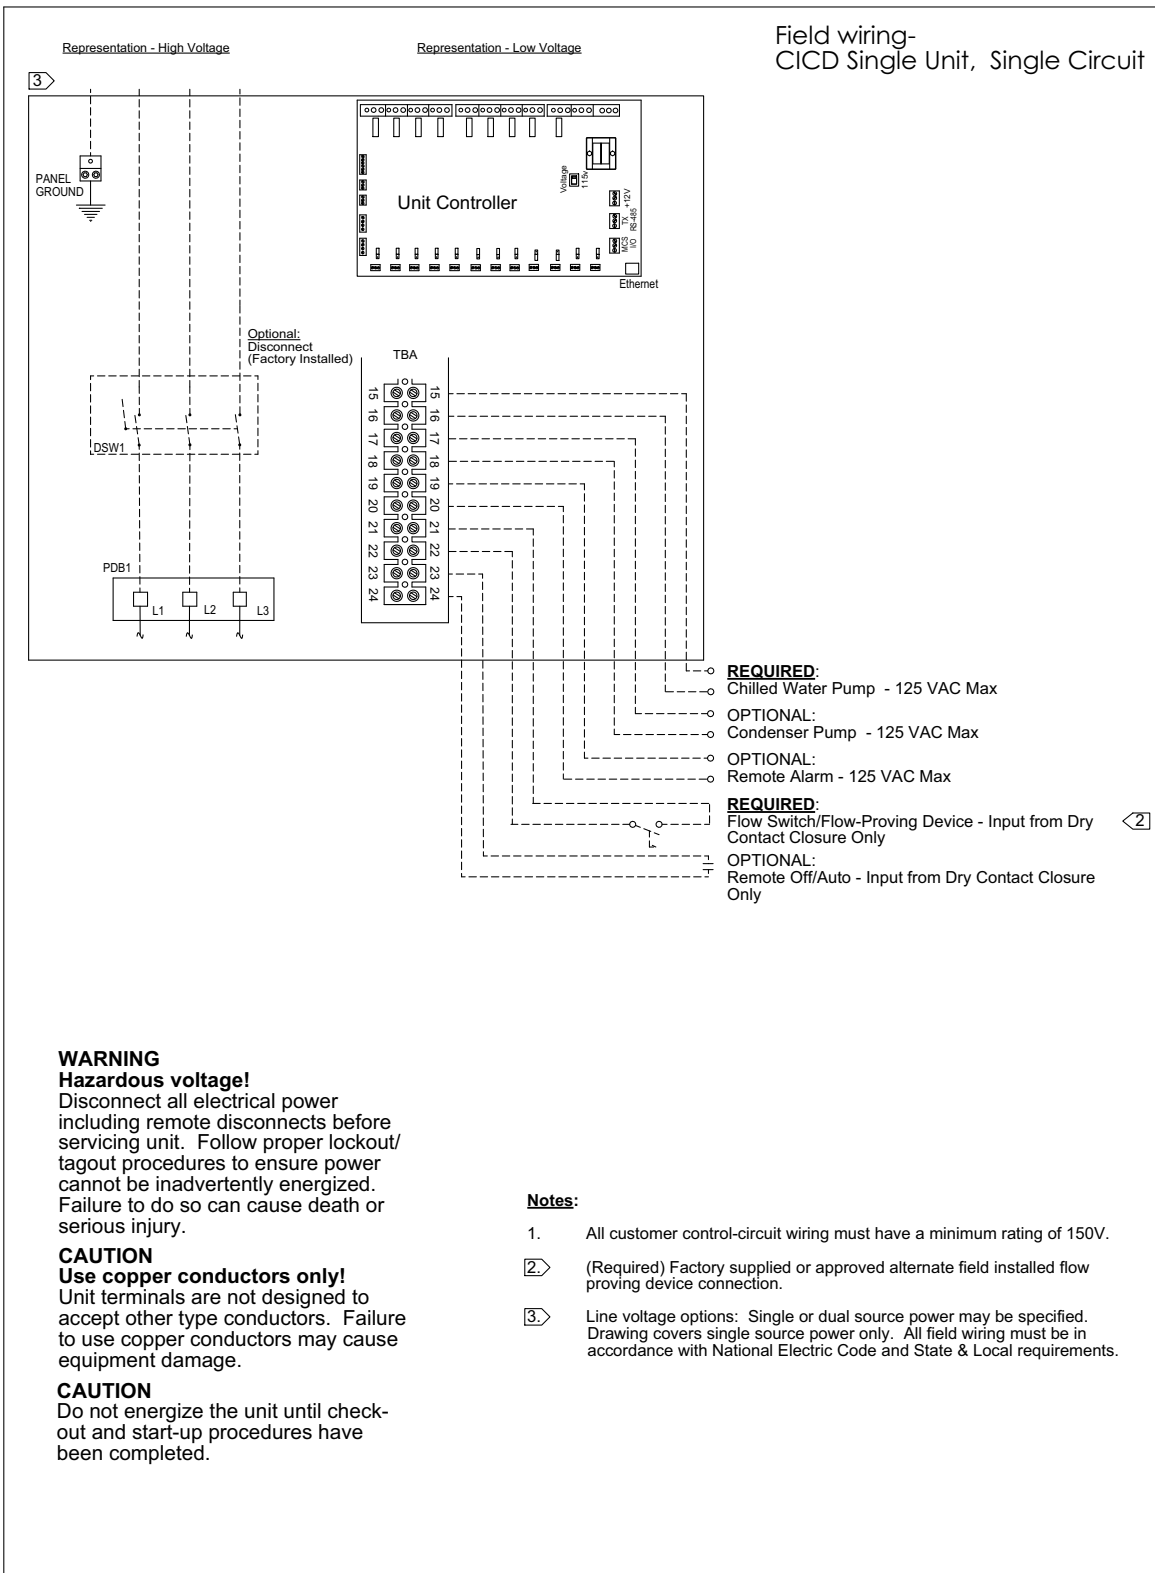 Field wiring-
CICD Single Unit, Single Circuit
Representation - High Voltage
Representation - Low Voltage
3
PANEL
GROUND
Unit Controller
Voltage
115v
+12V
TX
RS-485
MCS
I/O
Ethernet
Optional:
Disconnect
(Factory Installed)
DSW1
PDB1
L1
L2
L3
TBA
15 15
16 16
17 17
18 18
19 19
20 20
21 21
22 22
23 23
24 24
REQUIRED:
Chilled Water Pump - 125 VAC Max
OPTIONAL:
Condenser Pump - 125 VAC Max
OPTIONAL:
Remote Alarm - 125 VAC Max
REQUIRED:
Flow Switch/Flow-Proving Device - Input from Dry
Contact Closure Only
2
OPTIONAL:
Remote Off/Auto - Input from Dry Contact Closure
Only
WARNING
Hazardous voltage!
Disconnect all electrical power
including remote disconnects before
servicing unit. Follow proper lockout/
tagout procedures to ensure power
cannot be inadvertently energized.
Failure to do so can cause death or
serious injury.
CAUTION
Use copper conductors only!
Unit terminals are not designed to
accept other type conductors. Failure
to use copper conductors may cause
equipment damage.
CAUTION
Do not energize the unit until check-
out and start-up procedures have
been completed.
Notes:
1. All customer control-circuit wiring must have a minimum rating of 150V.
2. (Required) Factory supplied or approved alternate field installed flow
proving device connection.
3. Line voltage options: Single or dual source power may be specified.
Drawing covers single source power only. All field wiring must be in
accordance with National Electric Code and State & Local requirements.